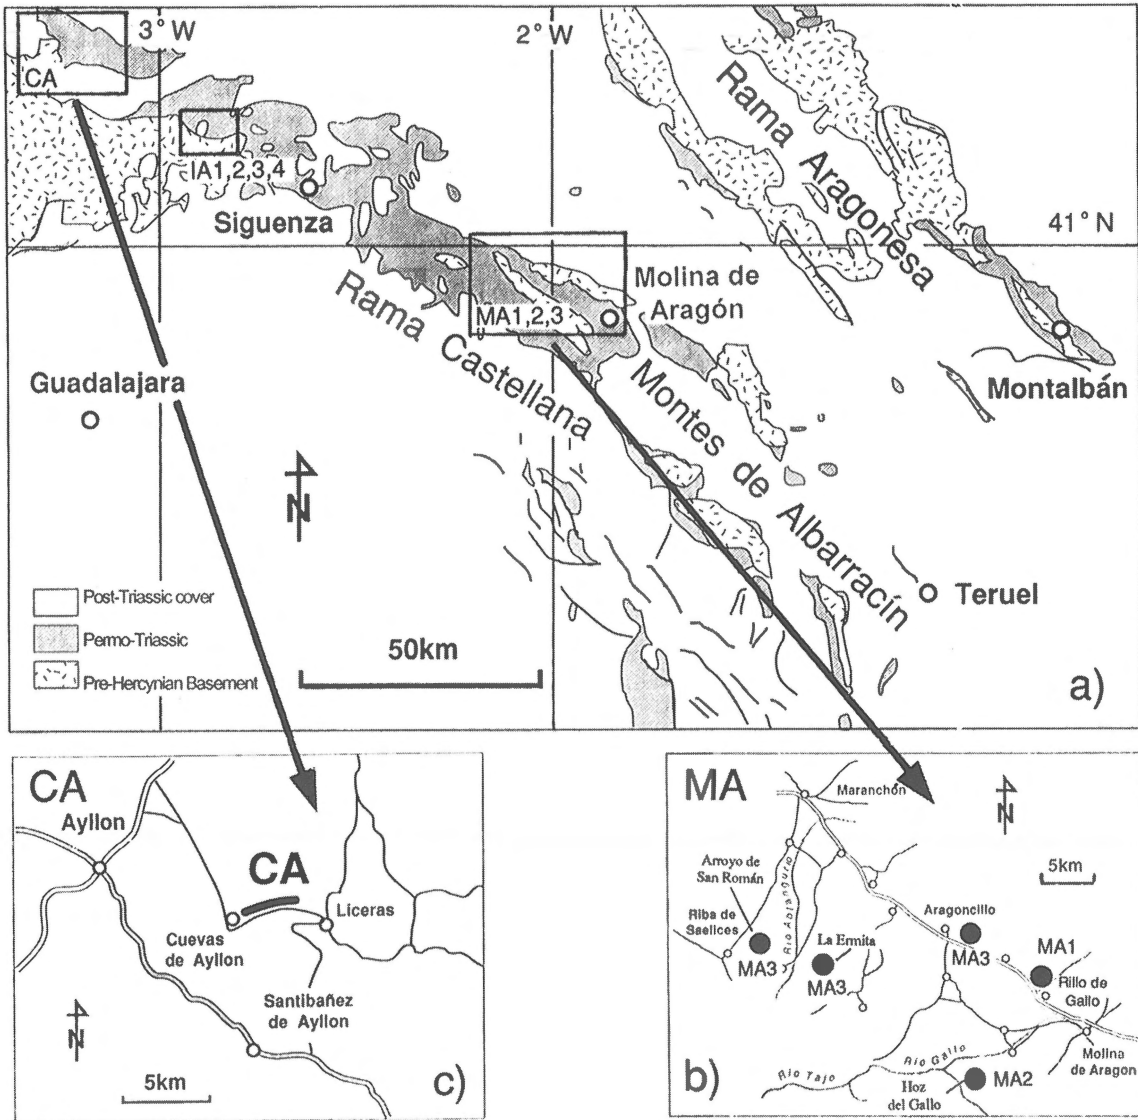 3° W
2° W
CA
Rama Aragonesa
IA1,2,3,4
Siguenza
41° N
Molina de
Aragón
MA1,2,3
Rama Castellana
Guadalajara
Montalbán
Montes de Albarracín
N
Post-Triassic cover
Permo-Triassic
Pre-Hercynian Basement
50km
Teruel
a)
CA
Ayllon
CA
Liceras
Cuevas
de Ayllon
Santibañez
de Ayllon
N
5km
c)
MA
Maranchón
N
Arroyo de
San Román
5km
Riba de
Saelices
Aragoncillo
La Ermita
MA3
MA3
MA3
MA1
Rillo de
Gallo
Molina
de Aragon
Río Gallo
Río Tajo
Hoz
del Gallo
MA2
b)